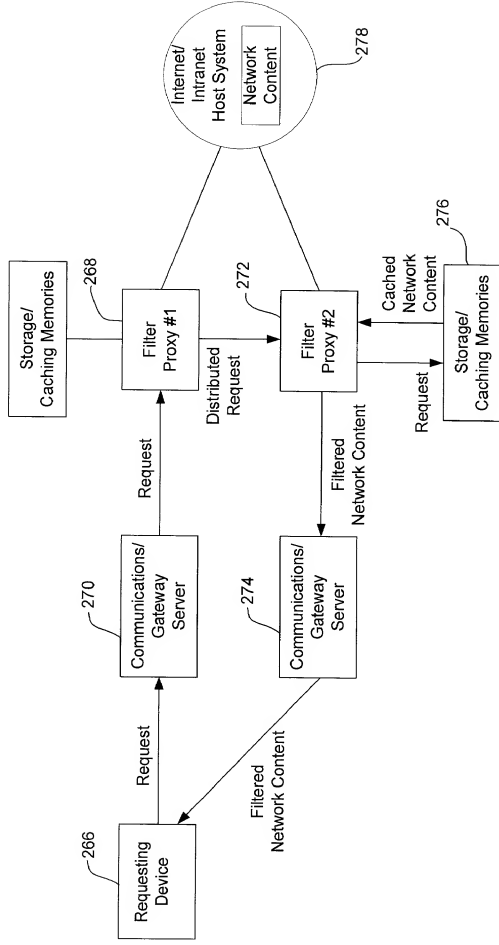 266
Requesting
Device
Request
270
Communications/
Gateway
Server
Request
Storage/
Caching Memories
268
Filter
Proxy #1
Distributed
Request
272
Filter
Proxy #2
Internet/
Intranet
Host System
Network
Content
278
Filtered
Network Content
274
Communications/
Gateway
Server
Filtered
Network Content
Request
Cached
Network
Content
276
Storage/
Caching Memories